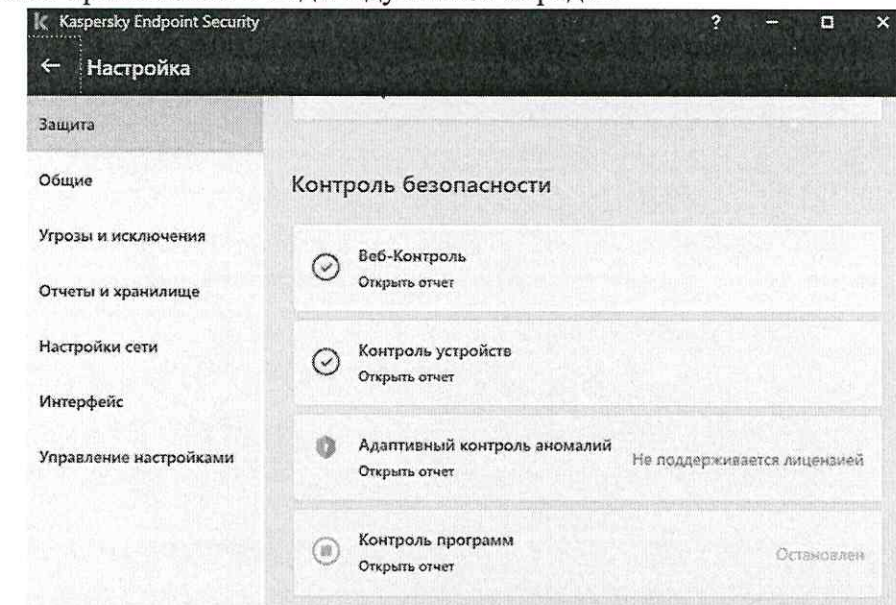 Kaspersky Endpoint Security
?
Настройка
Защита
Общие
Угрозы и исключения
Отчеты и хранилище
Настройки сети
Интерфейс
Управление настройками
Контроль безопасности
Веб-Контроль
Открыть отчет
Контроль устройств
Открыть отчет
Адаптивный контроль аномалий
Открыть отчет
Не поддерживается лицензией
Контроль программ
Открыть отчет
Остановлен